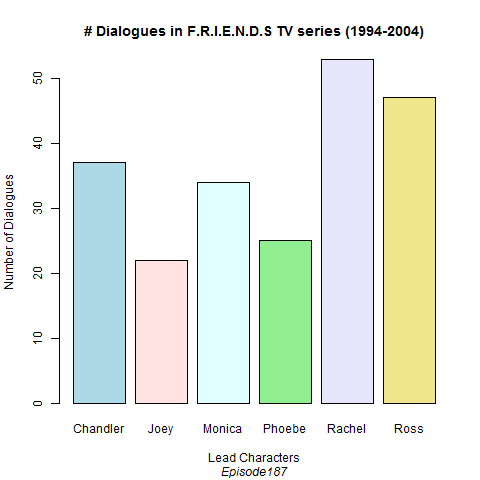 # Dialogues in F.R.I.E.N.D.S TV series (1994-2004)
Number of Dialogues
50
40
30
20
10
0
Chandler Joey Monica Phoebe Rachel Ross
Lead Characters
Episode187